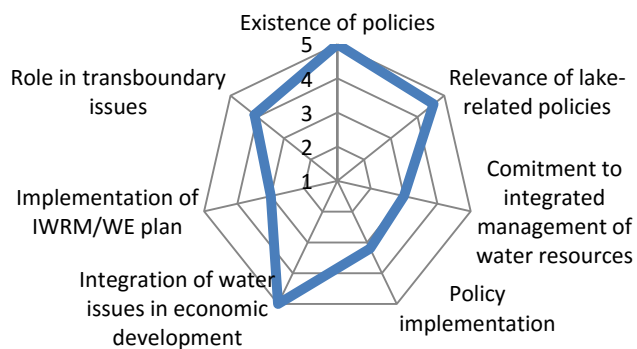 Existence of policies
5
4
3
2
1
Relevance of lake-
related policies
Comitment to
integrated
management of
water resources
Policy
implementation
Integration of water
issues in economic
development
Implementation of
IWRM/WE plan
Role in transboundary
issues